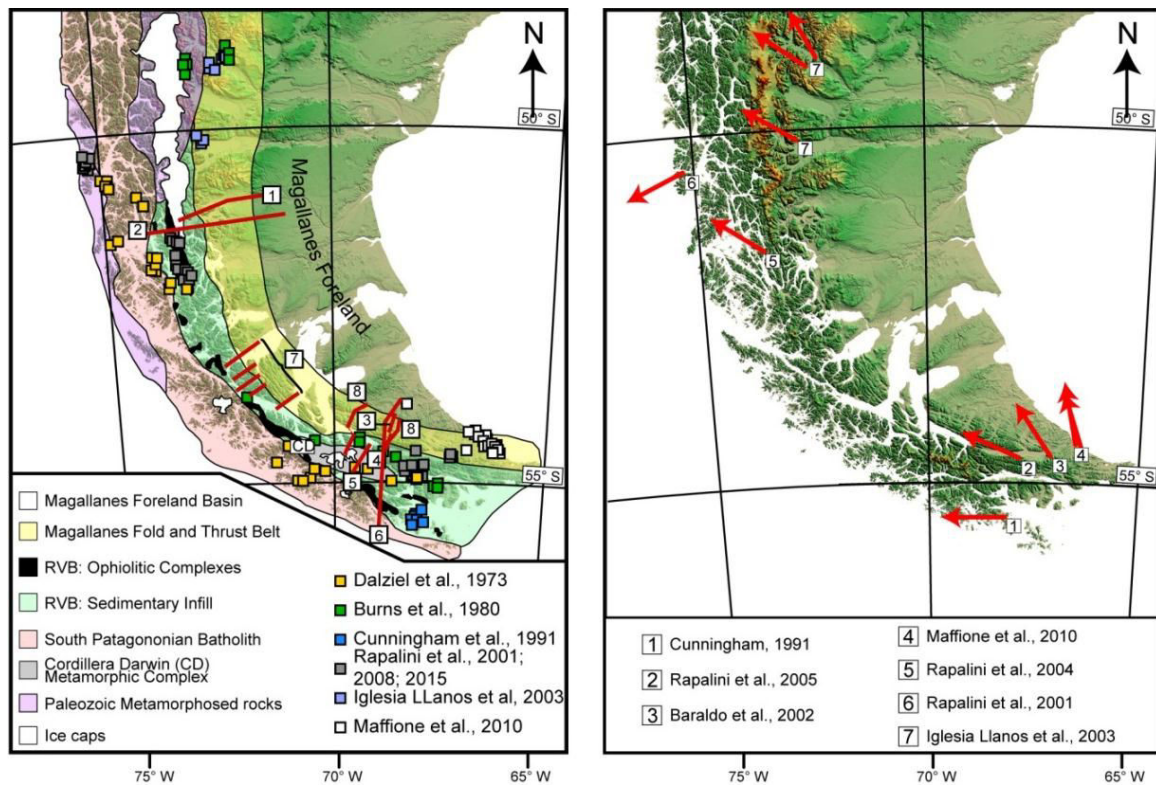 N
50° S
1
2
Magallanes Foreland
7
8
3
8
CD
4
5
6
55° S
Magallanes Foreland Basin
Magallanes Fold and Thrust Belt
RVB: Ophiolitic Complexes
RVB: Sedimentary Infill
South Patagononian Batholith
Cordillera Darwin (CD)
Metamorphic Complex
Paleozoic Metamorphosed rocks
Ice caps
Dalziel et al., 1973
Burns et al., 1980
Cunningham et al., 1991
Rapalini et al., 2001;
2008; 2015
Iglesia LLanos et al, 2003
Maffione et al., 2010
75° W
70° W
65° W
N
7
50° S
7
6
5
4
3
2
55° S
1
1 Cunningham, 1991
2 Rapalini et al., 2005
3 Baraldo et al., 2002
4 Maffione et al., 2010
5 Rapalini et al., 2004
6 Rapalini et al., 2001
7 Iglesia Llanos et al., 2003
75° W
70° W
65° W